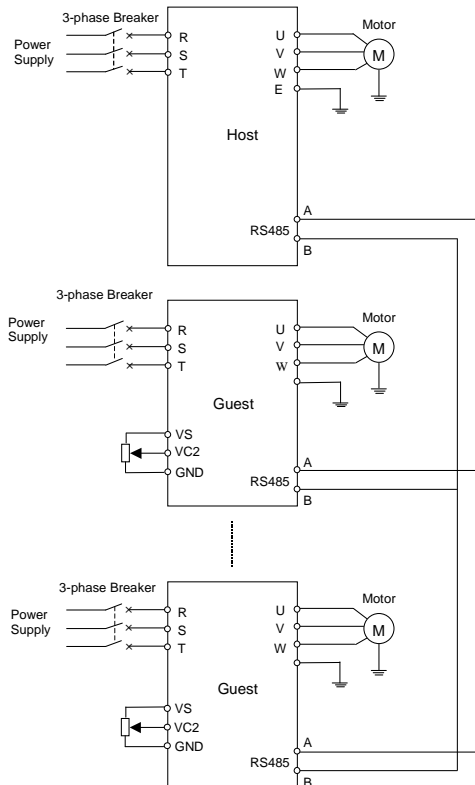 3-phase Breaker
Motor
Power
Supply
R
S
T
U
V
W
E
M
Host
A
RS485
B
3-phase Breaker
Motor
Power
Supply
R
S
T
U
V
W
M
Guest
VS
VC2
GND
A
RS485
B
3-phase Breaker
Motor
Power
Supply
R
S
T
U
V
W
M
Guest
VS
VC2
GND
A
RS485
B